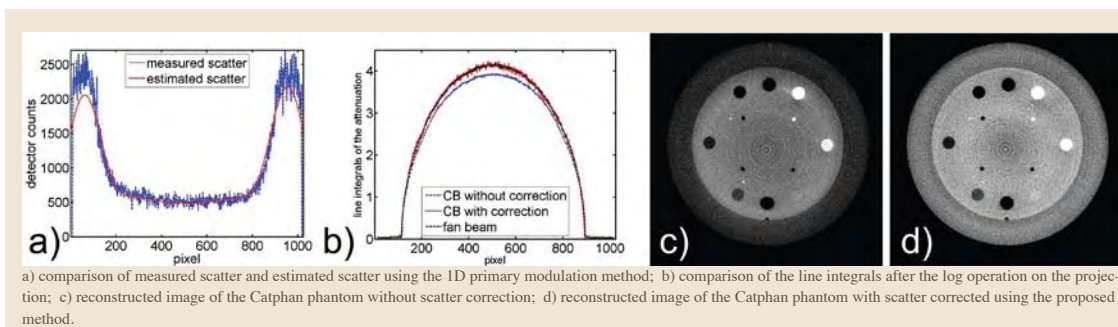 2500
2000
1500
1000
500
0
detector counts
measured scatter
estimated scatter
200 400 600 800 1000
pixel
a)
4
3
2
1
0
line integrals of the attenuation
CB without correction
CB with correction
fan beam
200 400 600 800 1000
pixel
b)
c)
d)
a) comparison of measured scatter and estimated scatter using the 1D primary modulation method; b) comparison of the line integrals after the log operation on the projec-
tion; c) reconstructed image of the Catphan phantom without scatter correction; d) reconstructed image of the Catphan phantom with scatter corrected using the proposed
method.